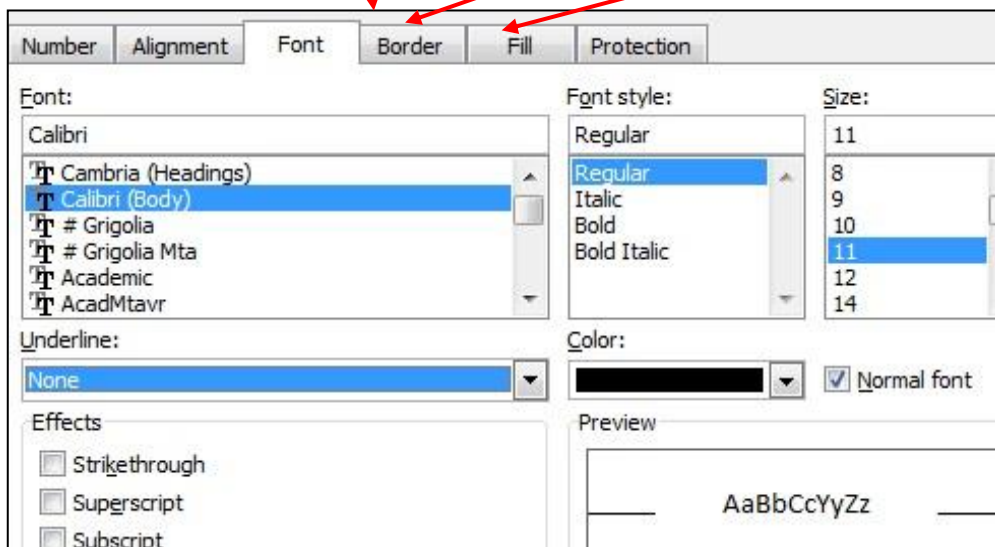 Number Alignment Font Border Fill Protection
Font: Font style: Size:
Calibri Regular 11
Cambria (Headings) Regular 8
Calibri (Body) Italic 9
# Grigolia Bold 10
# Grigolia Mta Bold Italic 11
Academic 12
AcadMtavr 14
Underline: Color:
None Normal font
Effects Preview
Strikethrough
Superscript AaBbCcYyZz
Subscript